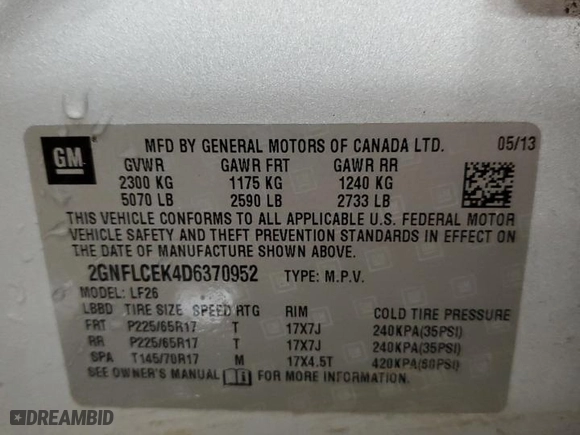 GM
MFD BY GENERAL MOTORS OF CANADA LTD. 05/13
GVWR GAWR FRT GAWR RR
2300 KG 1175 KG 1240 KG
5070 LB 2590 LB 2733 LB
THIS VEHICLE CONFORMS TO ALL APPLICABLE U.S. FEDERAL MOTOR
VEHICLE SAFETY AND THEFT PREVENTION STANDARDS IN EFFECT ON
THE DATE OF MANUFACTURE SHOWN ABOVE.
2GNFLCEK4D6370952 TYPE: M.P.V.
MODEL: LF26
LBBD TIRE SIZE SPEED RTG RIM COLD TIRE PRESSURE
FRT P225/65R17 T 17X7J 240KPA(35PSI)
RR P225/65R17 T 17X7J 240KPA(35PSI)
SPA T145/70R17 M 17X4.5T 420KPA(60PSI)
SEE OWNER'S MANUAL FOR MORE INFORMATION.
DREAMBID